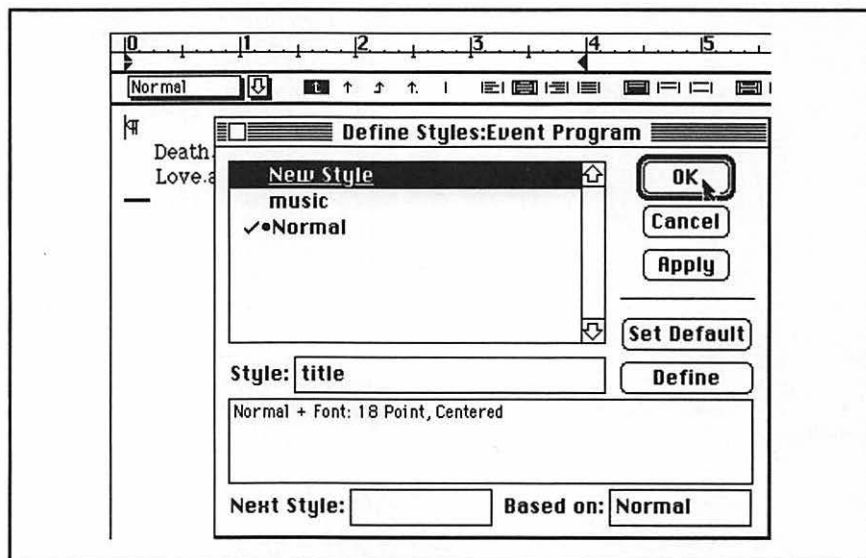 0 1 2 3 4 5
Normal
¶
Define Styles:Event Program
Death.
Love.a
New Style
music
✓•Normal
OK
Cancel
Apply
Set Default
Style: title
Define
Normal + Font: 18 Point, Centered
Next Style:
Based on: Normal